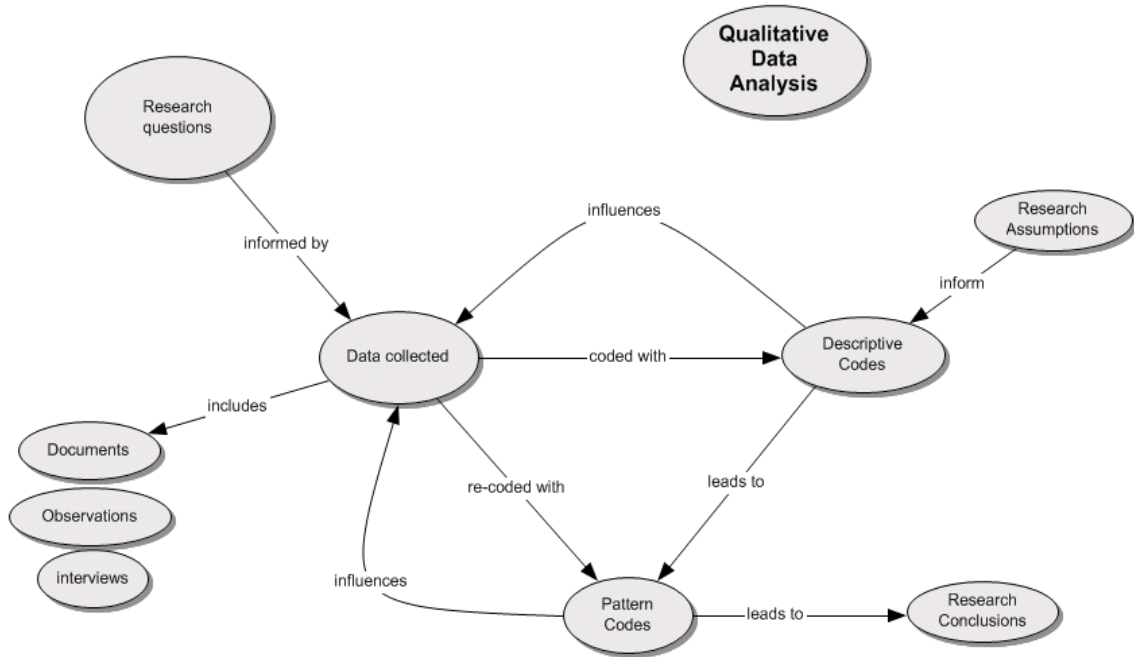 Qualitative
Data
Analysis
Research
questions
influences
Research
Assumptions
informed by
inform
Data collected
coded with
Descriptive
Codes
includes
Documents
re-coded with
leads to
Observations
interviews
influences
Pattern
Codes
leads to
Research
Conclusions